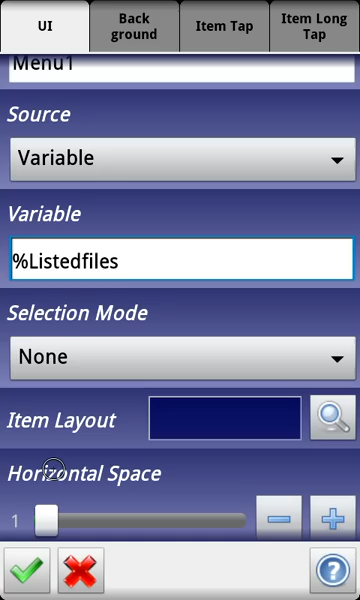 UI
Back
ground
Item Tap
Item Long
Tap
Menu1
Source
Variable
Variable
%Listedfiles
Selection Mode
None
Item Layout
Horizontal Space
1
?